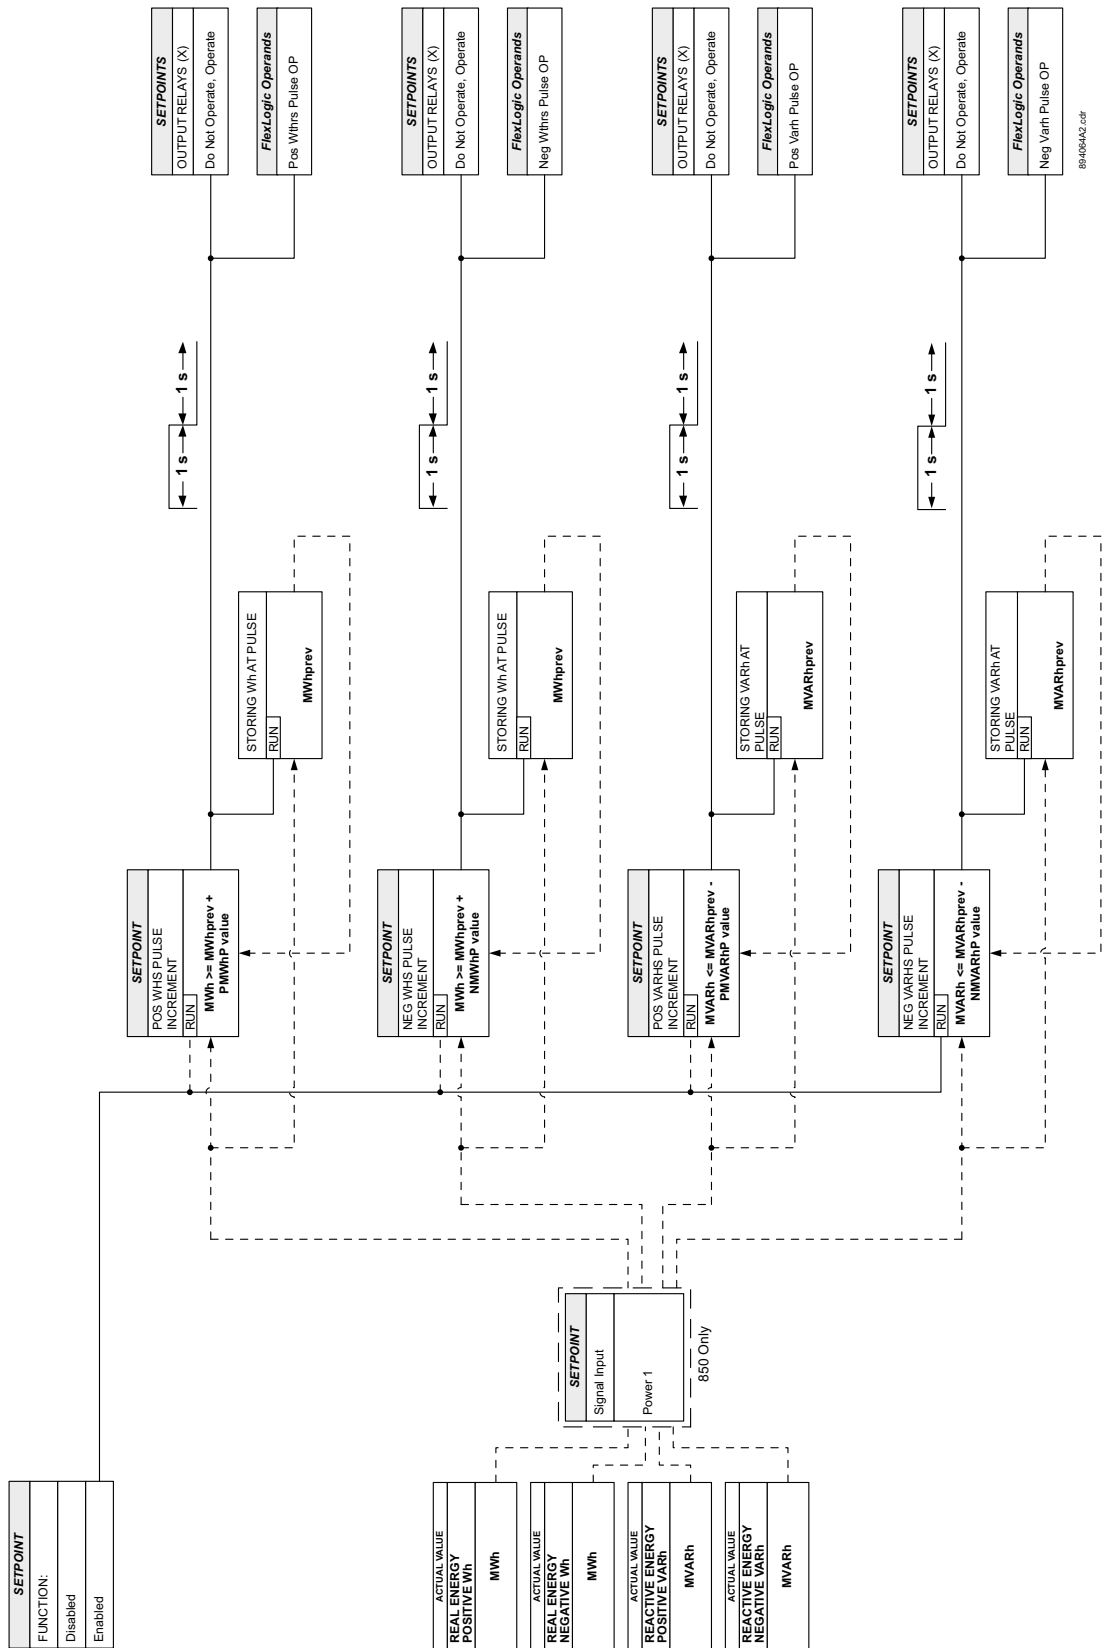 SETPOINT
FUNCTION:
Disabled
Enabled
ACTUAL VALUE
REAL ENERGY
POSITIVE Wh
MWh
ACTUAL VALUE
REAL ENERGY
NEGATIVE Wh
MWh
ACTUAL VALUE
REACTIVE ENERGY
POSITIVE VARh
MVARh
ACTUAL VALUE
REACTIVE ENERGY
NEGATIVE VARh
MVARh
SETPOINT
Signal Input
Power 1
850 Only
SETPOINT
POS WHS PULSE
INCREMENT
RUN
MWh >= MWhprev +
PMWhP value
STORING Wh AT PULSE
RUN
MWhprev
1 s
1 s
SETPOINTS
OUTPUT RELAYS (X)
Do Not Operate, Operate
FlexLogic Operands
Pos Wthrs Pulse OP
SETPOINT
NEG WHS PULSE
INCREMENT
RUN
MWh >= MWhprev +
NMWhP value
STORING Wh AT PULSE
RUN
MWhprev
1 s
1 s
SETPOINTS
OUTPUT RELAYS (X)
Do Not Operate, Operate
FlexLogic Operands
Neg Wthrs Pulse OP
SETPOINT
POS VARHS PULSE
INCREMENT
RUN
MVARh <= MVARhprev -
PMVARhP value
STORING VARh AT
PULSE
RUN
MVARhprev
1 s
1 s
SETPOINTS
OUTPUT RELAYS (X)
Do Not Operate, Operate
FlexLogic Operands
Pos Varh Pulse OP
SETPOINT
NEG VARHS PULSE
INCREMENT
RUN
MVARh <= MVARhprev -
NMVARhP value
STORING VARh AT
PULSE
RUN
MVARhprev
1 s
1 s
SETPOINTS
OUTPUT RELAYS (X)
Do Not Operate, Operate
FlexLogic Operands
Neg Varh Pulse OP
894064A2.cdr